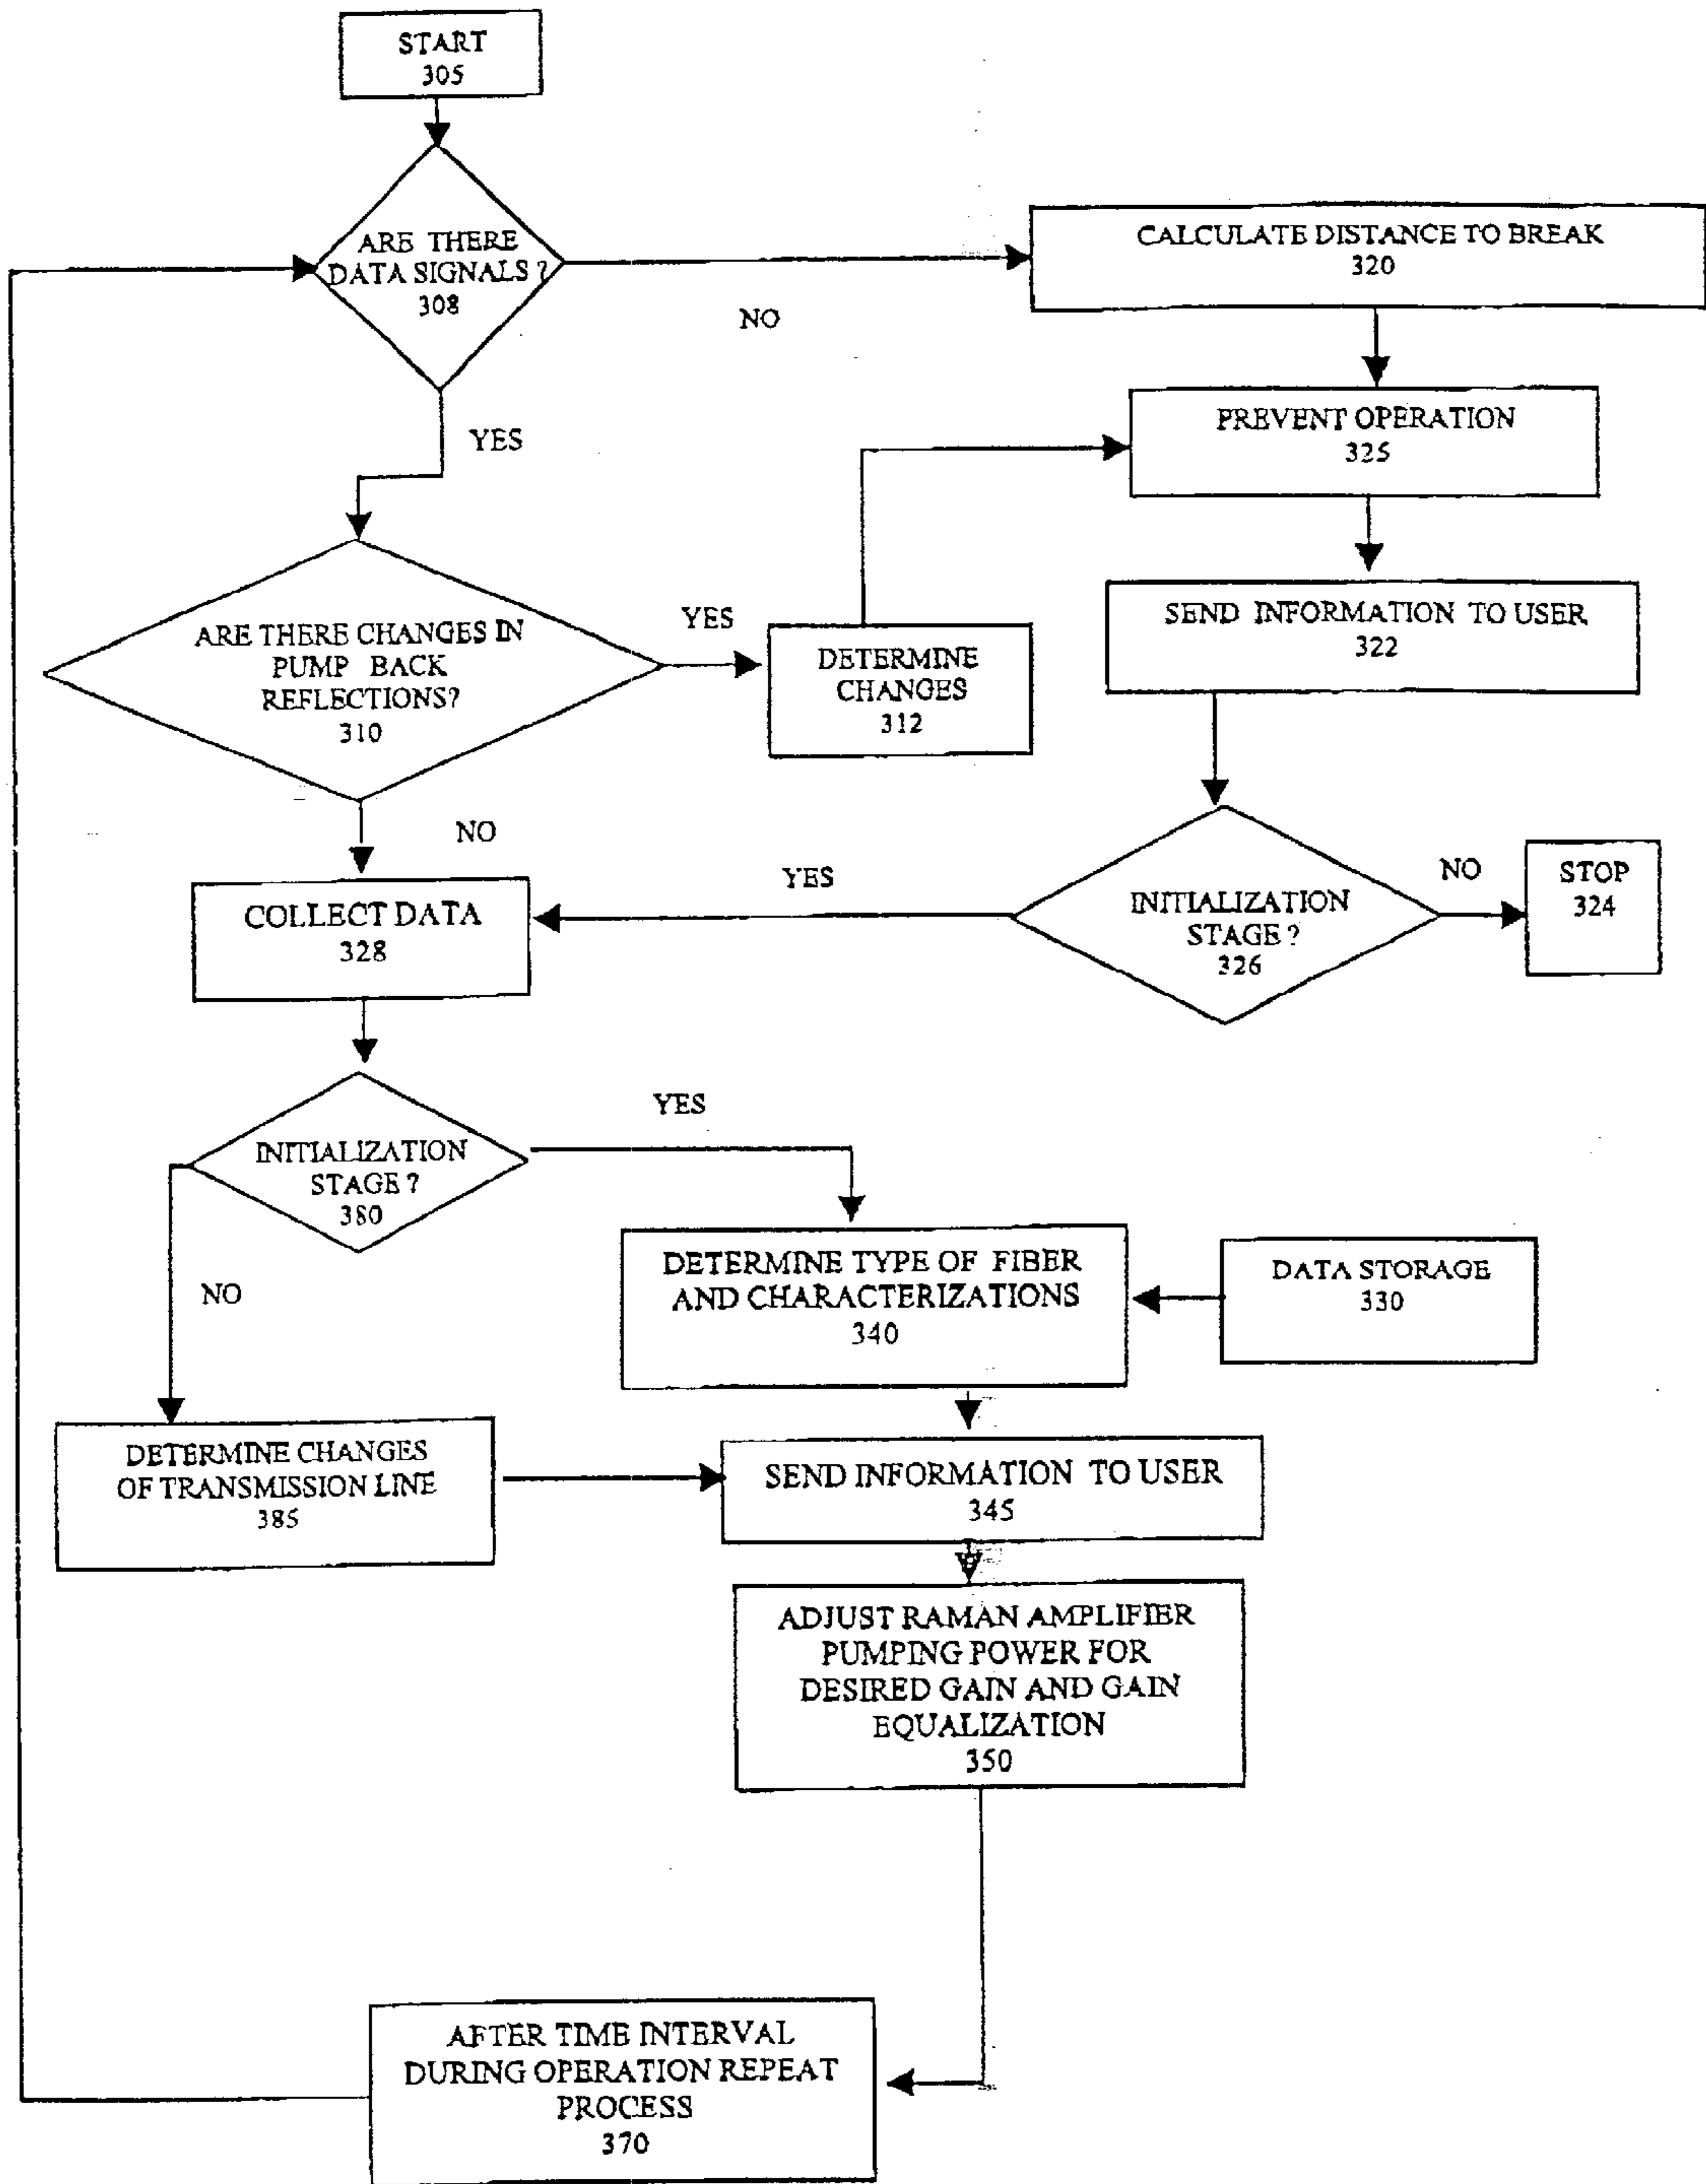 START
305
ARE THERE
DATA SIGNALS ?
308
NO
CALCULATE DISTANCE TO BREAK
320
PREVENT OPERATION
325
YES
SEND INFORMATION TO USER
322
ARE THERE CHANGES IN
PUMP BACK
REFLECTIONS?
310
YES
DETERMINE
CHANGES
312
NO
COLLECT DATA
328
YES
INITIALIZATION
STAGE ?
326
NO
STOP
324
INITIALIZATION
STAGE ?
380
YES
NO
DETERMINE TYPE OF FIBER
AND CHARACTERIZATIONS
340
DATA STORAGE
330
DETERMINE CHANGES
OF TRANSMISSION LINE
385
SEND INFORMATION TO USER
345
ADJUST RAMAN AMPLIFIER
PUMPING POWER FOR
DESIRED GAIN AND GAIN
EQUALIZATION
350
AFTER TIME INTERVAL
DURING OPERATION REPEAT
PROCESS
370